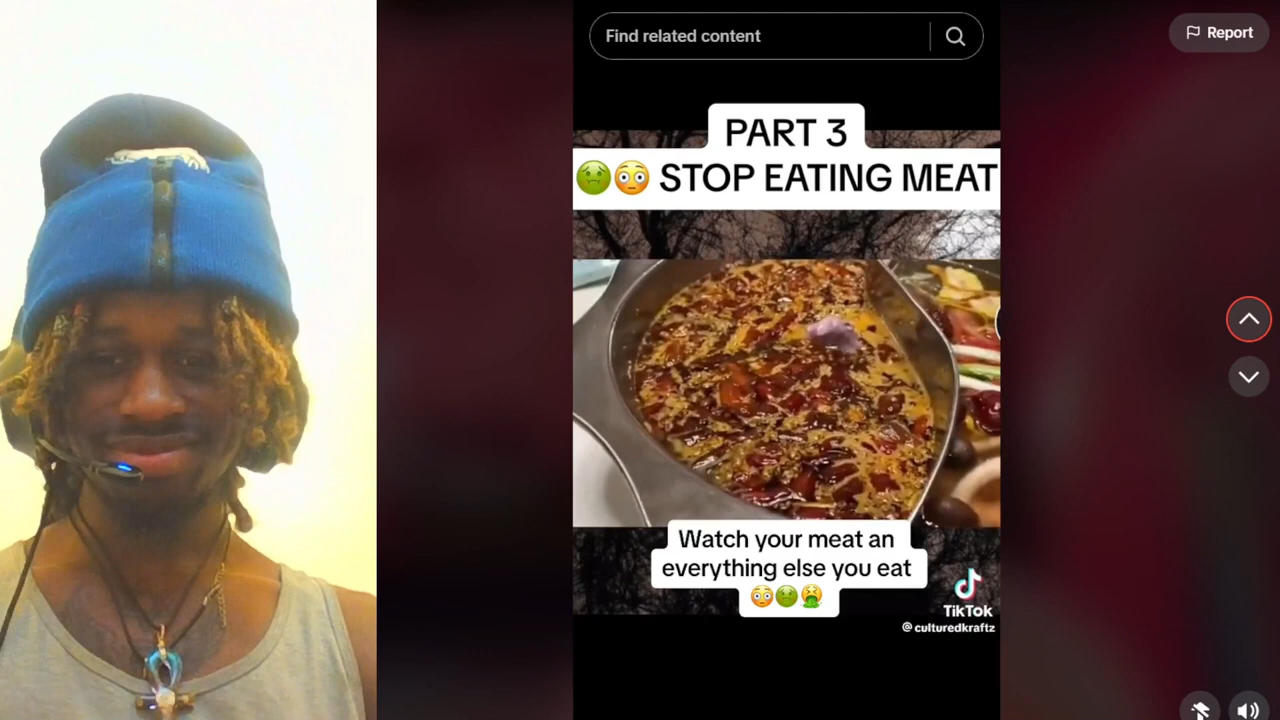 Find related content
Report
PART 3
🤢😳 STOP EATING MEAT
Watch your meat an
everything else you eat
😳🤢🤮
TikTok
@culturedkraftz